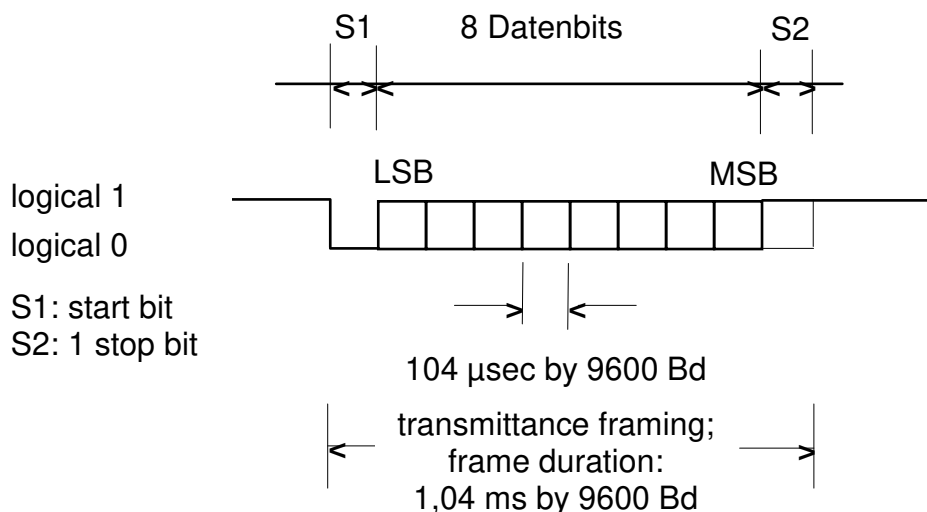 S1 8 Datenbits S2
LSB MSB
logical 1
logical 0
S1: start bit
S2: 1 stop bit
104 µsec by 9600 Bd
transmittance framing;
frame duration:
1,04 ms by 9600 Bd